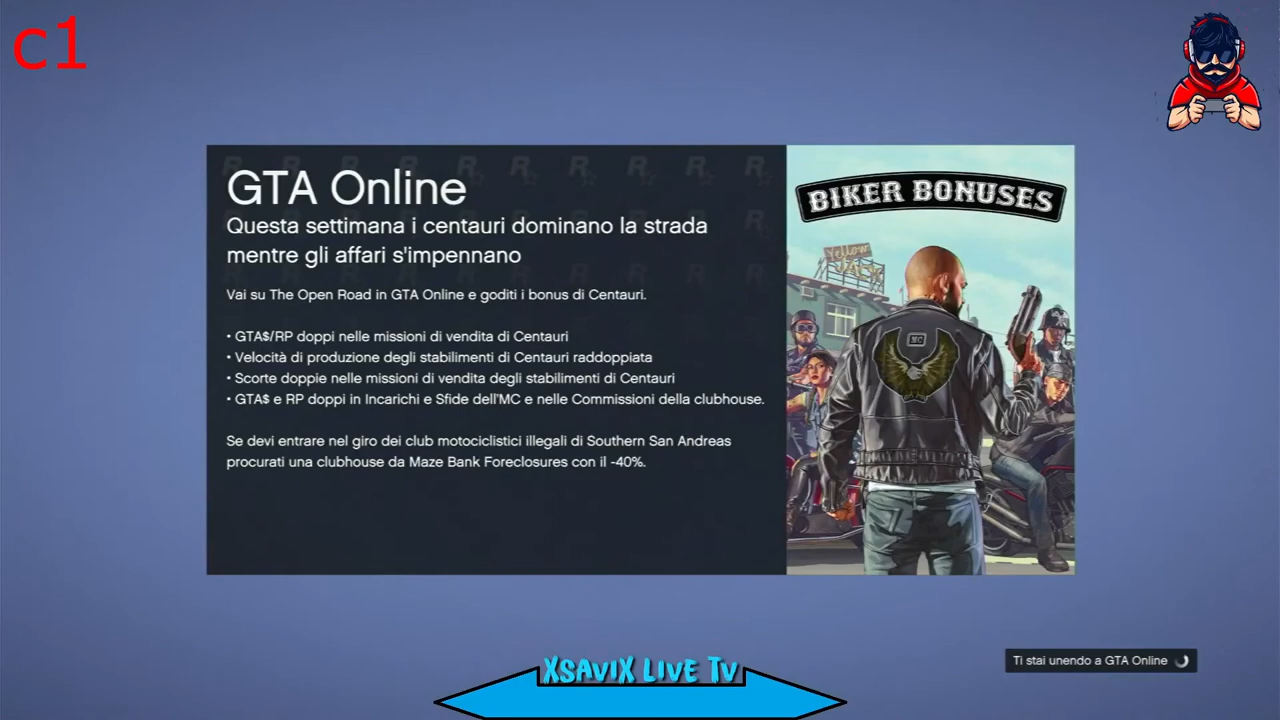 c1
GTA Online
Questa settimana i centauri dominano la strada
mentre gli affari s'impennano
Vai su The Open Road in GTA Online e goditi i bonus di Centauri.
• GTA$/RP doppi nelle missioni di vendita di Centauri
• Velocità di produzione degli stabilimenti di Centauri raddoppiata
• Scorte doppie nelle missioni di vendita degli stabilimenti di Centauri
• GTA$ e RP doppi in Incarichi e Sfide dell'MC e nelle Commissioni della clubhouse.
Se devi entrare nel giro dei club motociclistici illegali di Southern San Andreas
procurati una clubhouse da Maze Bank Foreclosures con il -40%.
BIKER BONUSES
Yellow
JACK
MC
Ti stai unendo a GTA Online
XSAVIX LIVE TV